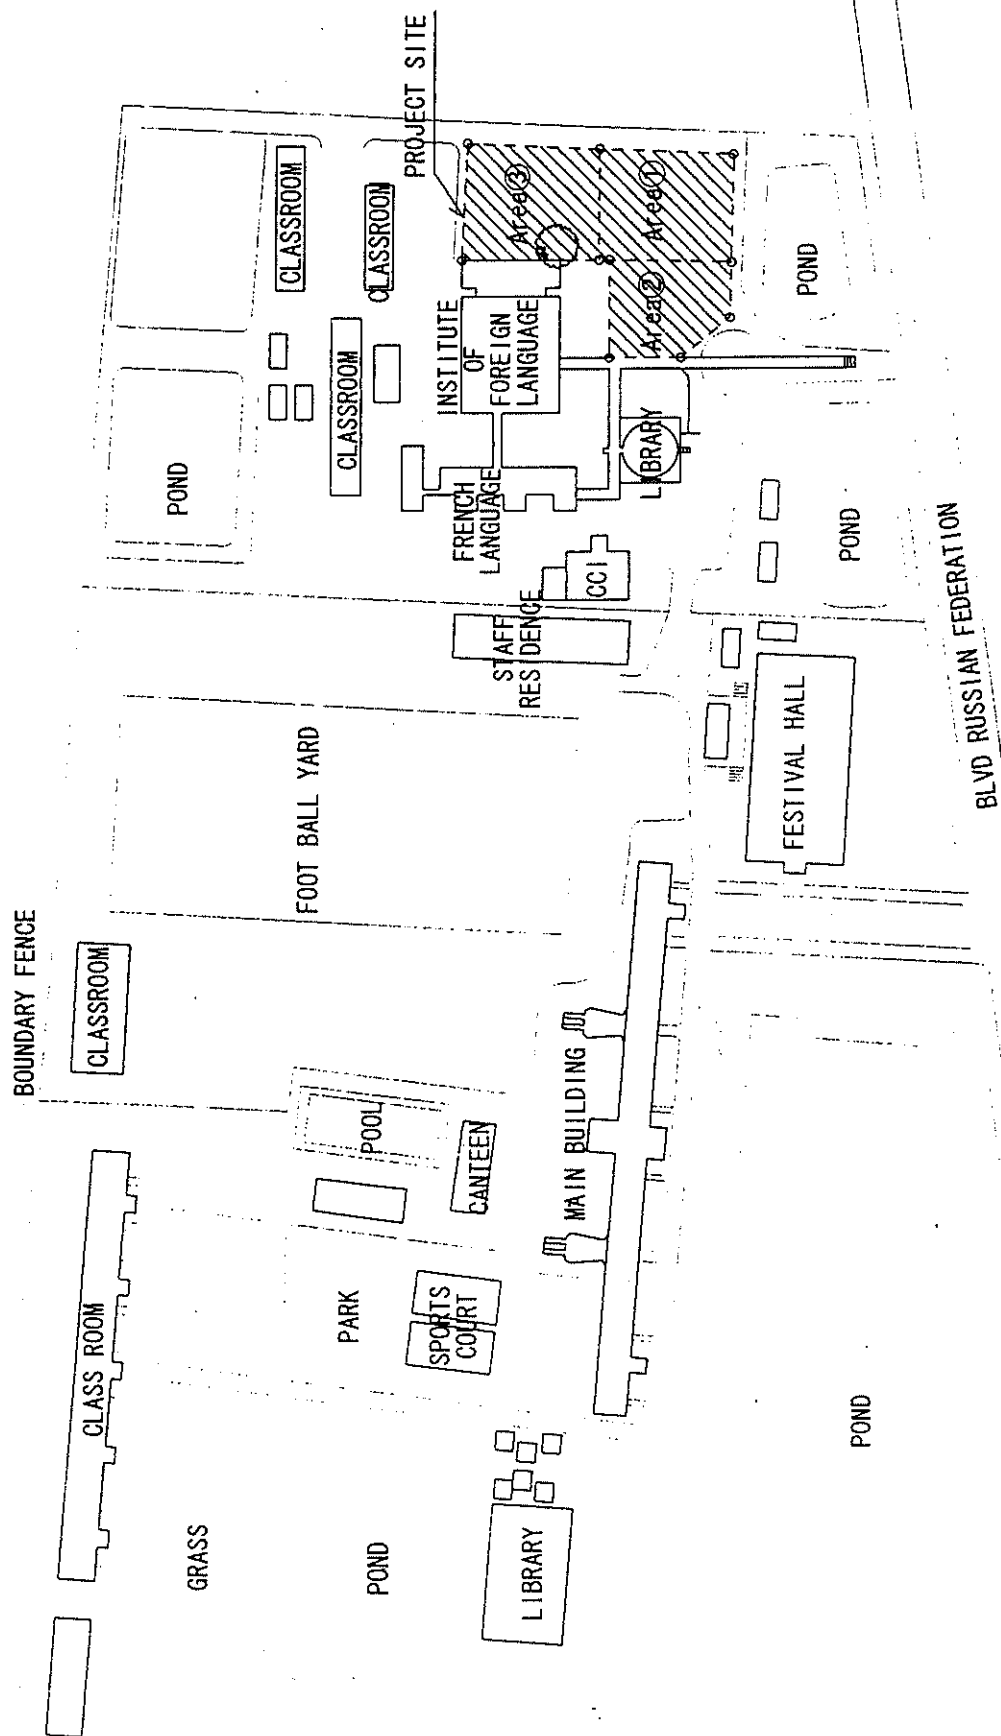 BOUNDARY FENCE
CLASS ROOM
CLASSROOM
GRASS
PARK
POOL
FOOT BALL YARD
POND
CLASSROOM
CLASSROOM
CLASSROOM
PROJECT SITE
POND
SPORTS
COURT
CANTEEN
STAFF
RESIDENCE
FRENCH
LANGUAGE
INSTITUTE
OF
FOREIGN
LANGUAGE
Area③
LIBRARY
MAIN BUILDING
CCI
LIBRARY
Area②
Area①
POND
FESTIVAL HALL
POND
POND
BLVD RUSSIAN FEDERATION